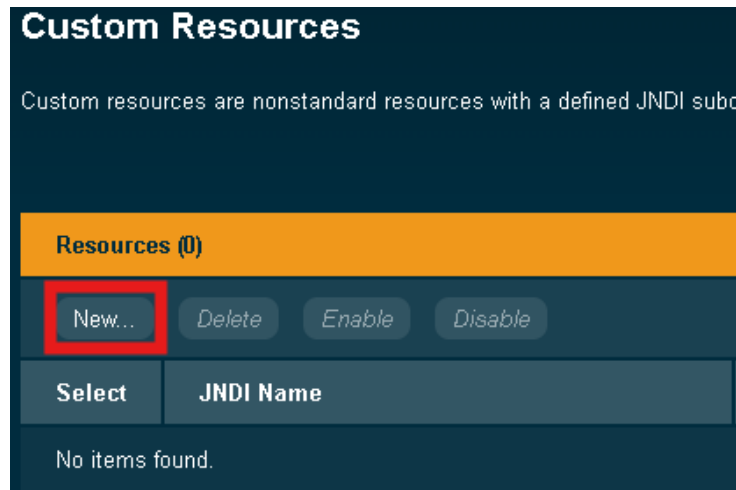 Custom Resources
Custom resources are nonstandard resources with a defined JNDI
Resources (0)
New... Delete Enable Disable
Select JNDI Name
No items found.